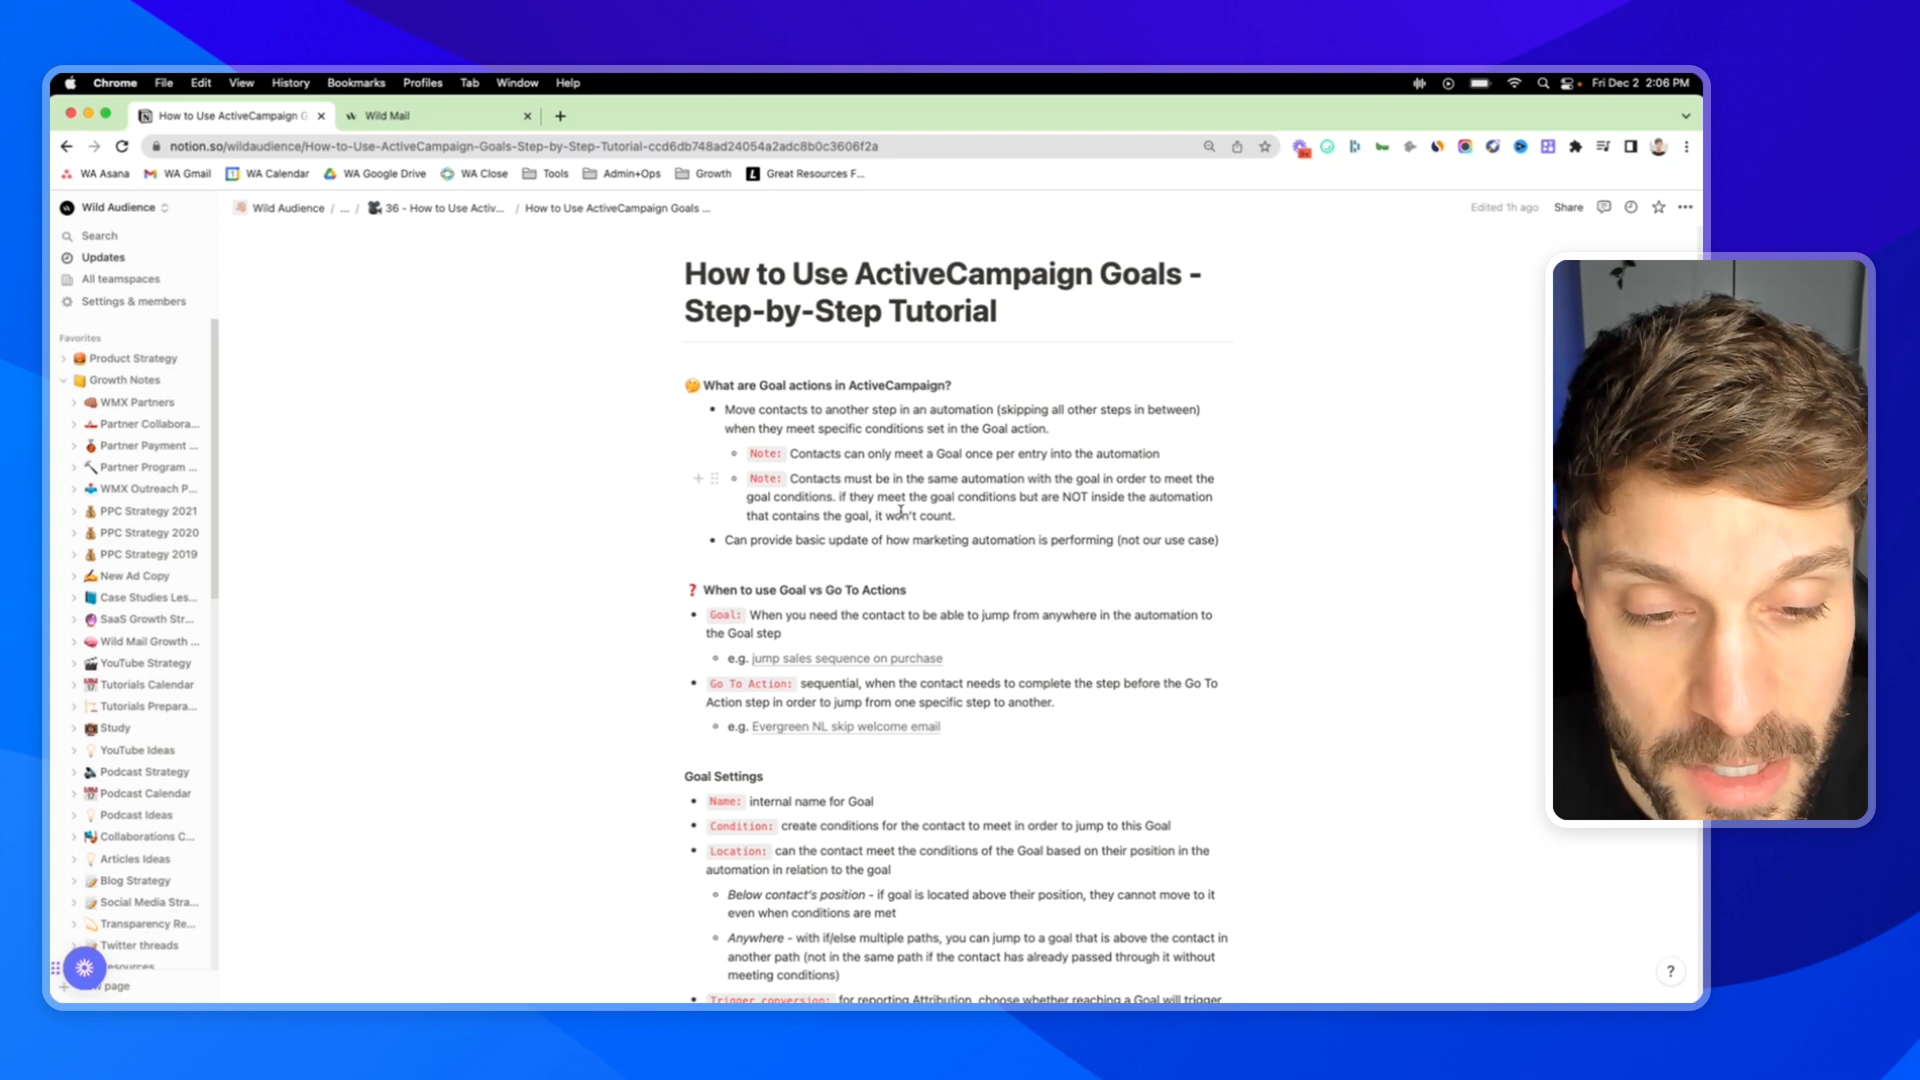 Chrome File Edit View History Bookmarks Profiles Tab Window Help
Fri Dec 2 2:06 PM
How to Use ActiveCampaign G
Wild Mail
notion.so/wildaudience/How-to-Use-ActiveCampaign-Goals-Step-by-Step-Tutorial-ccd6db748ad24054a2adc8b0c3606f2a
WA Asana WA Gmail WA Calendar WA Google Drive WA Close Tools Admin+Ops Growth Great Resources F...
Wild Audience
Search
Updates
All teamspaces
Settings & members
Favorites
Product Strategy
Growth Notes
WMX Partners
Partner Collabora...
Partner Payment ...
Partner Program ...
WMX Outreach P...
PPC Strategy 2021
PPC Strategy 2020
PPC Strategy 2019
New Ad Copy
Case Studies Les...
SaaS Growth Str...
Wild Mail Growth ...
YouTube Strategy
Tutorials Calendar
Tutorials Prepara...
Study
YouTube Ideas
Podcast Strategy
Podcast Calendar
Podcast Ideas
Collaborations C...
Articles Ideas
Blog Strategy
Social Media Stra...
Transparency Re...
Twitter threads
page
Wild Audience / ... / 36 - How to Use Activ... / How to Use ActiveCampaign Goals ...
Edited 1h ago Share
How to Use ActiveCampaign Goals -
Step-by-Step Tutorial
🤔 What are Goal actions in ActiveCampaign?
• Move contacts to another step in an automation (skipping all other steps in between)
when they meet specific conditions set in the Goal action.
◦ Note: Contacts can only meet a Goal once per entry into the automation
◦ Note: Contacts must be in the same automation with the goal in order to meet the
goal conditions. if they meet the goal conditions but are NOT inside the automation
that contains the goal, it won't count.
• Can provide basic update of how marketing automation is performing (not our use case)
❓ When to use Goal vs Go To Actions
• Goal: When you need the contact to be able to jump from anywhere in the automation to
the Goal step
◦ e.g. jump sales sequence on purchase
• Go To Action: sequential, when the contact needs to complete the step before the Go To
Action step in order to jump from one specific step to another.
◦ e.g. Evergreen NL skip welcome email
Goal Settings
• Name: internal name for Goal
• Condition: create conditions for the contact to meet in order to jump to this Goal
• Location: can the contact meet the conditions of the Goal based on their position in the
automation in relation to the goal
◦ Below contact's position - if goal is located above their position, they cannot move to it
even when conditions are met
◦ Anywhere - with if/else multiple paths, you can jump to a goal that is above the contact in
another path (not in the same path if the contact has already passed through it without
meeting conditions)
• Trigger conversion: for reporting Attribution, choose whether reaching a Goal will trigger
?